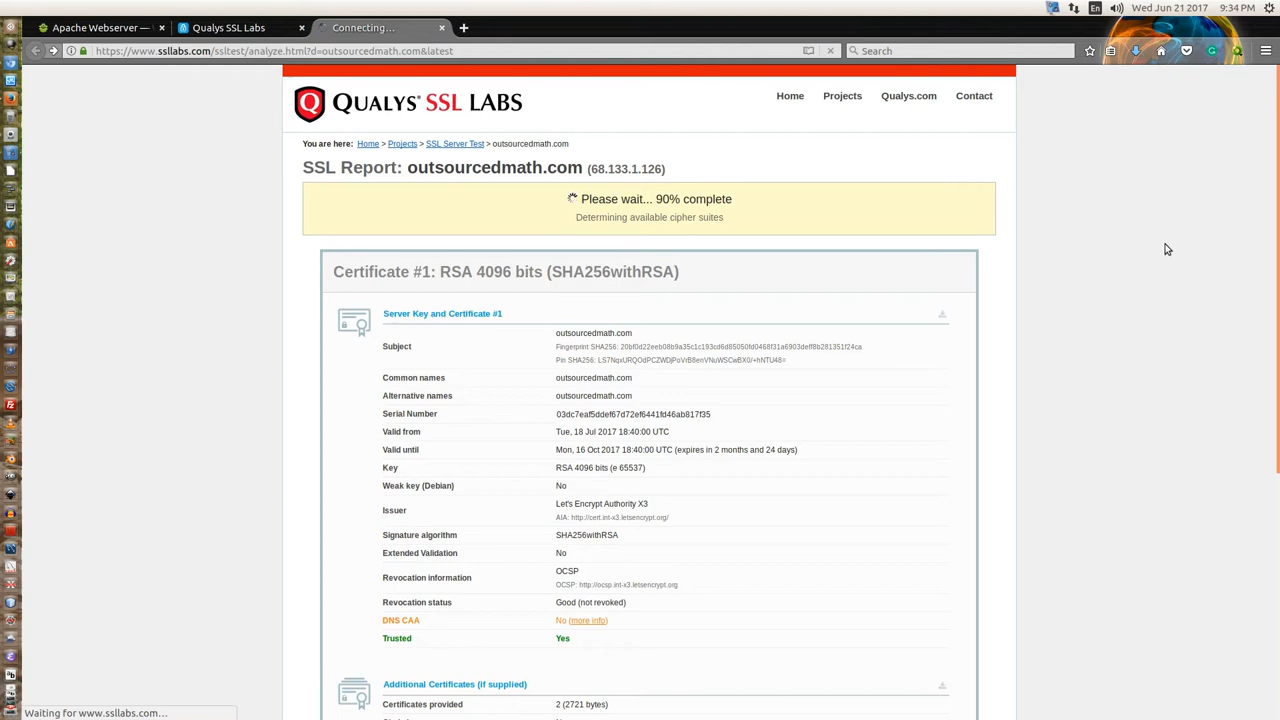 En Wed Jun 21 2017 9:34 PM
Apache Webserver — Qualys SSL Labs Connecting...
https://www.ssllabs.com/ssltest/analyze.html?d=outsourcedmath.com&latest Search
QUALYS® SSL LABS
Home Projects Qualys.com Contact
You are here: Home > Projects > SSL Server Test > outsourcedmath.com
SSL Report: outsourcedmath.com (68.133.1.126)
Please wait... 90% complete
Determining available cipher suites
Certificate #1: RSA 4096 bits (SHA256withRSA)
Server Key and Certificate #1
Subject
outsourcedmath.com
Fingerprint SHA256: 20bf0d22eeb08b9a35c1c193cd6d85050fd0468f31a6903deff8b281351f24ca
Pin SHA256: LS7NqxURQOdPCZWDjPoVrB8enVNuWSCwBX0/+hNTU48=
Common names outsourcedmath.com
Alternative names outsourcedmath.com
Serial Number 03dc7eaf5ddef67d72ef6441fd46ab817f35
Valid from Tue, 18 Jul 2017 18:40:00 UTC
Valid until Mon, 16 Oct 2017 18:40:00 UTC (expires in 2 months and 24 days)
Key RSA 4096 bits (e 65537)
Weak key (Debian) No
Issuer
Let's Encrypt Authority X3
AIA: http://cert.int-x3.letsencrypt.org/
Signature algorithm SHA256withRSA
Extended Validation No
Revocation information
OCSP
OCSP: http://ocsp.int-x3.letsencrypt.org
Revocation status Good (not revoked)
DNS CAA No (more info)
Trusted Yes
Additional Certificates (if supplied)
Certificates provided 2 (2721 bytes)
Waiting for www.ssllabs.com...